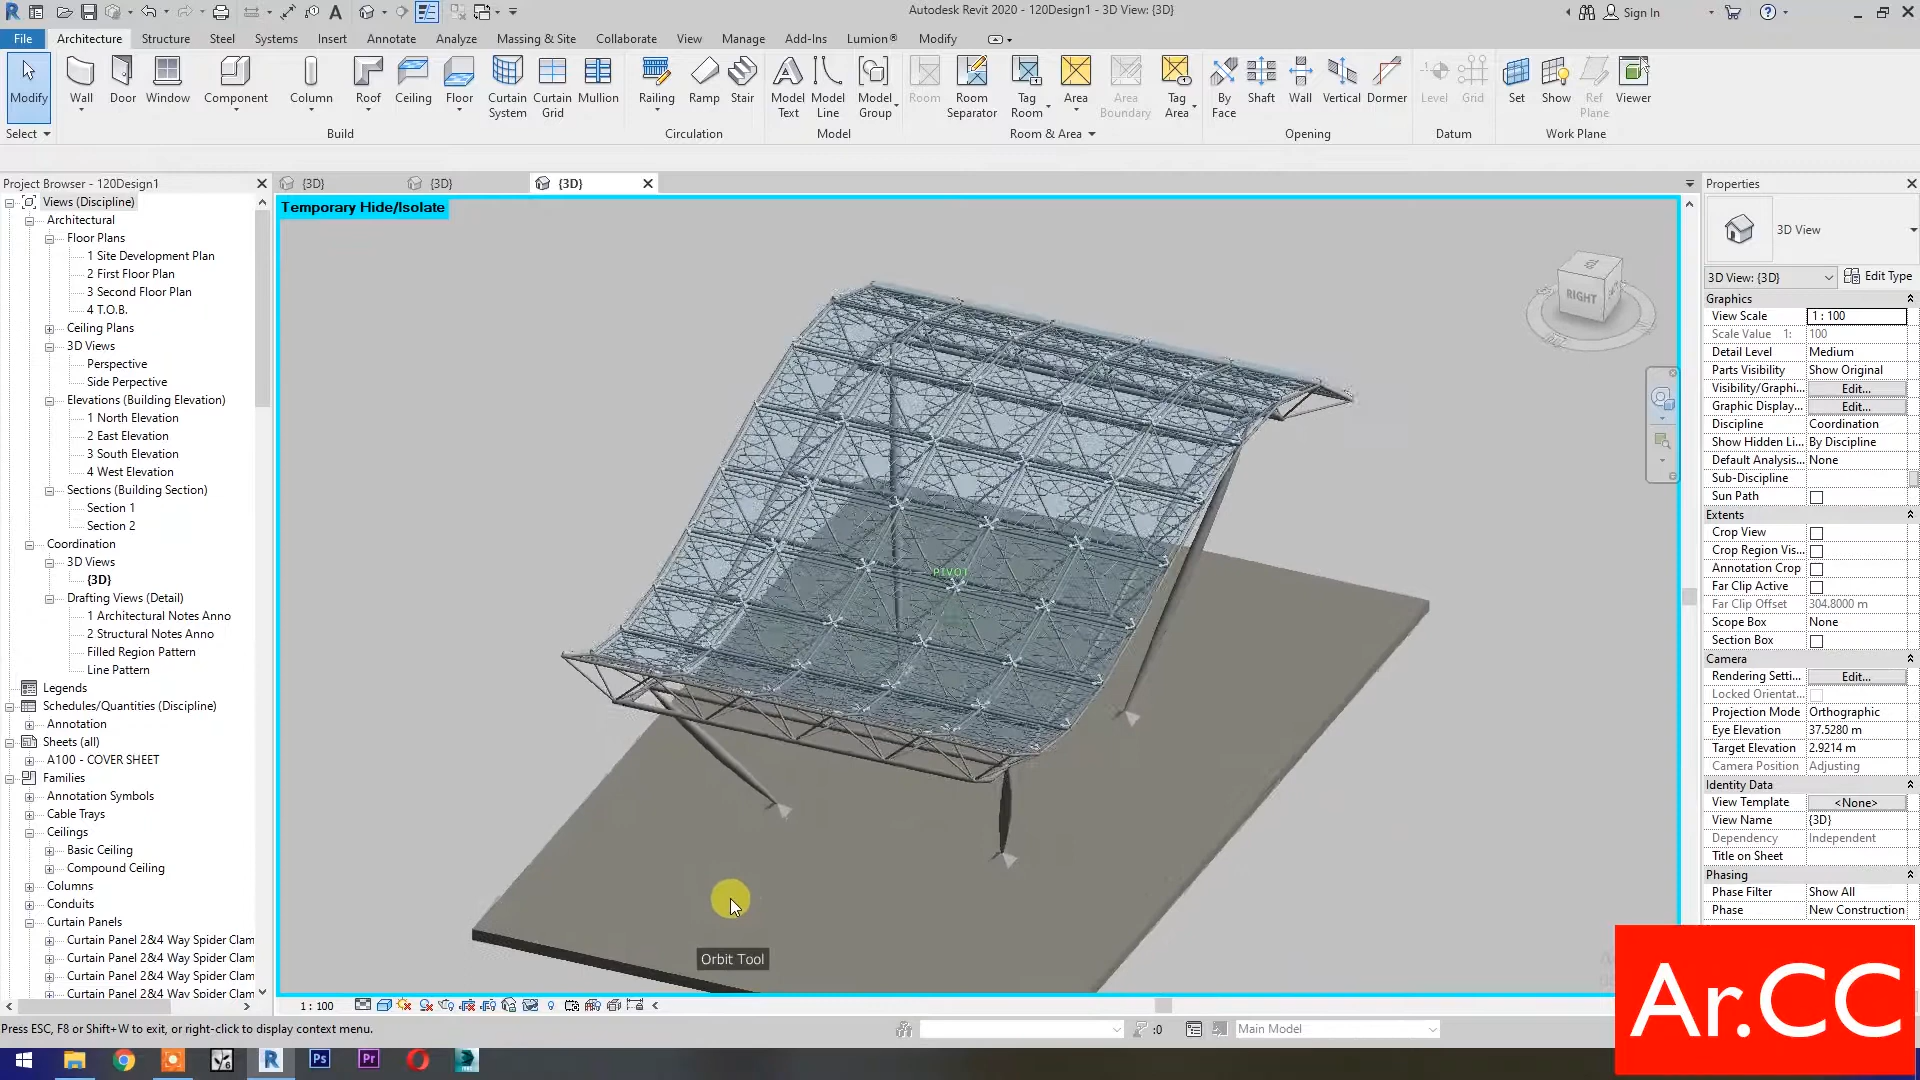 Autodesk Revit 2020 - 120Design1 - 3D View: {3D}
Sign In
File Architecture Structure Steel Systems Insert Annotate Analyze Massing & Site Collaborate View Manage Add-Ins Lumion® Modify
Modify Wall Door Window Component Column Roof Ceiling Floor Curtain System Curtain Grid Mullion Railing Ramp Stair Model Text Model Line Model Group Room Room Separator Tag Room Area Area Boundary Tag Area By Face Shaft Wall Vertical Dormer Level Grid Set Show Ref Plane Viewer
Select Build Circulation Model Room & Area Opening Datum Work Plane
Project Browser - 120Design1
Views (Discipline)
Architectural
Floor Plans
1 Site Development Plan
2 First Floor Plan
3 Second Floor Plan
4 T.O.B.
Ceiling Plans
3D Views
Perspective
Side Perpective
Elevations (Building Elevation)
1 North Elevation
2 East Elevation
3 South Elevation
4 West Elevation
Sections (Building Section)
Section 1
Section 2
Coordination
3D Views
{3D}
Drafting Views (Detail)
1 Architectural Notes Anno
2 Structural Notes Anno
Filled Region Pattern
Line Pattern
Legends
Schedules/Quantities (Discipline)
Annotation
Sheets (all)
A100 - COVER SHEET
Families
Annotation Symbols
Cable Trays
Ceilings
Basic Ceiling
Compound Ceiling
Columns
Conduits
Curtain Panels
Curtain Panel 2&4 Way Spider Clam
Curtain Panel 2&4 Way Spider Clam
Curtain Panel 2&4 Way Spider Clam
Curtain Panel 2&4 Way Spider Clam
{3D} {3D} {3D}
Temporary Hide/Isolate
RIGHT
PIVOT
Orbit Tool
Properties
3D View
3D View: {3D} Edit Type
Graphics
View Scale 1 : 100
Scale Value 1: 100
Detail Level Medium
Parts Visibility Show Original
Visibility/Graphi... Edit...
Graphic Display... Edit...
Discipline Coordination
Show Hidden Li... By Discipline
Default Analysis... None
Sub-Discipline
Sun Path
Extents
Crop View
Crop Region Vis...
Annotation Crop
Far Clip Active
Far Clip Offset 304.8000 m
Scope Box None
Section Box
Camera
Rendering Setti... Edit...
Locked Orientat...
Projection Mode Orthographic
Eye Elevation 37.5280 m
Target Elevation 2.9214 m
Camera Position Adjusting
Identity Data
View Template <None>
View Name {3D}
Dependency Independent
Title on Sheet
Phasing
Phase Filter Show All
Phase New Construction
1 : 100
Press ESC, F8 or Shift+W to exit, or right-click to display context menu.
:0
Main Model
Ps Pr
Ar.CC